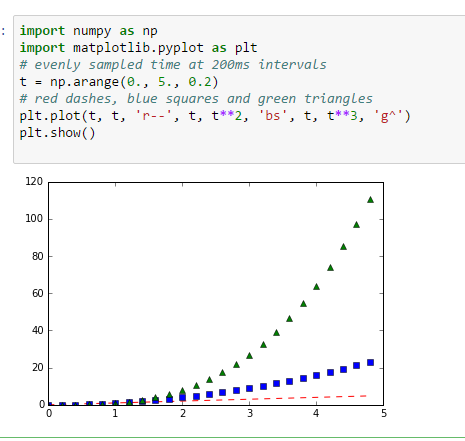 : import numpy as np
import matplotlib.pyplot as plt
# evenly sampled time at 200ms intervals
t = np.arange(0., 5., 0.2)
# red dashes, blue squares and green triangles
plt.plot(t, t, 'r--', t, t**2, 'bs', t, t**3, 'g^')
plt.show()
120
100
80
60
40
20
0
0 1 2 3 4 5